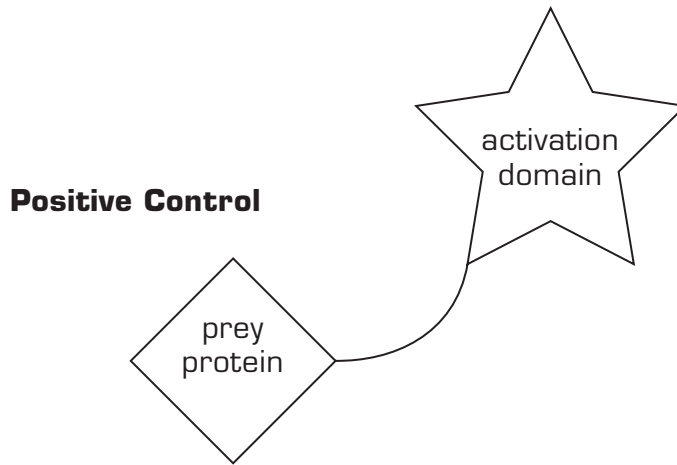 activation
domain
Positive Control
prey
protein